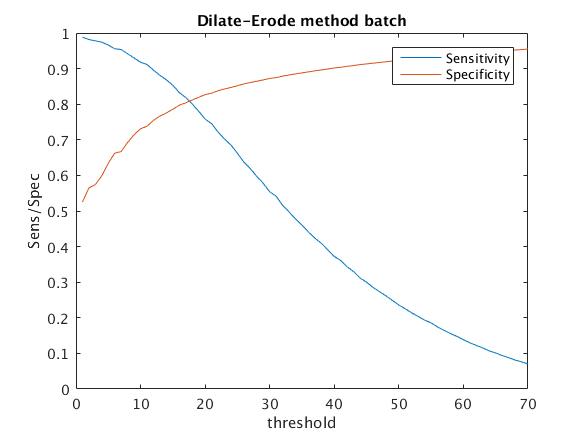 Dilate-Erode method batch
Sensitivity
Specificity
1
0.9
0.8
0.7
0.6
0.5
0.4
0.3
0.2
0.1
0
Sens/Spec
0 10 20 30 40 50 60 70
threshold